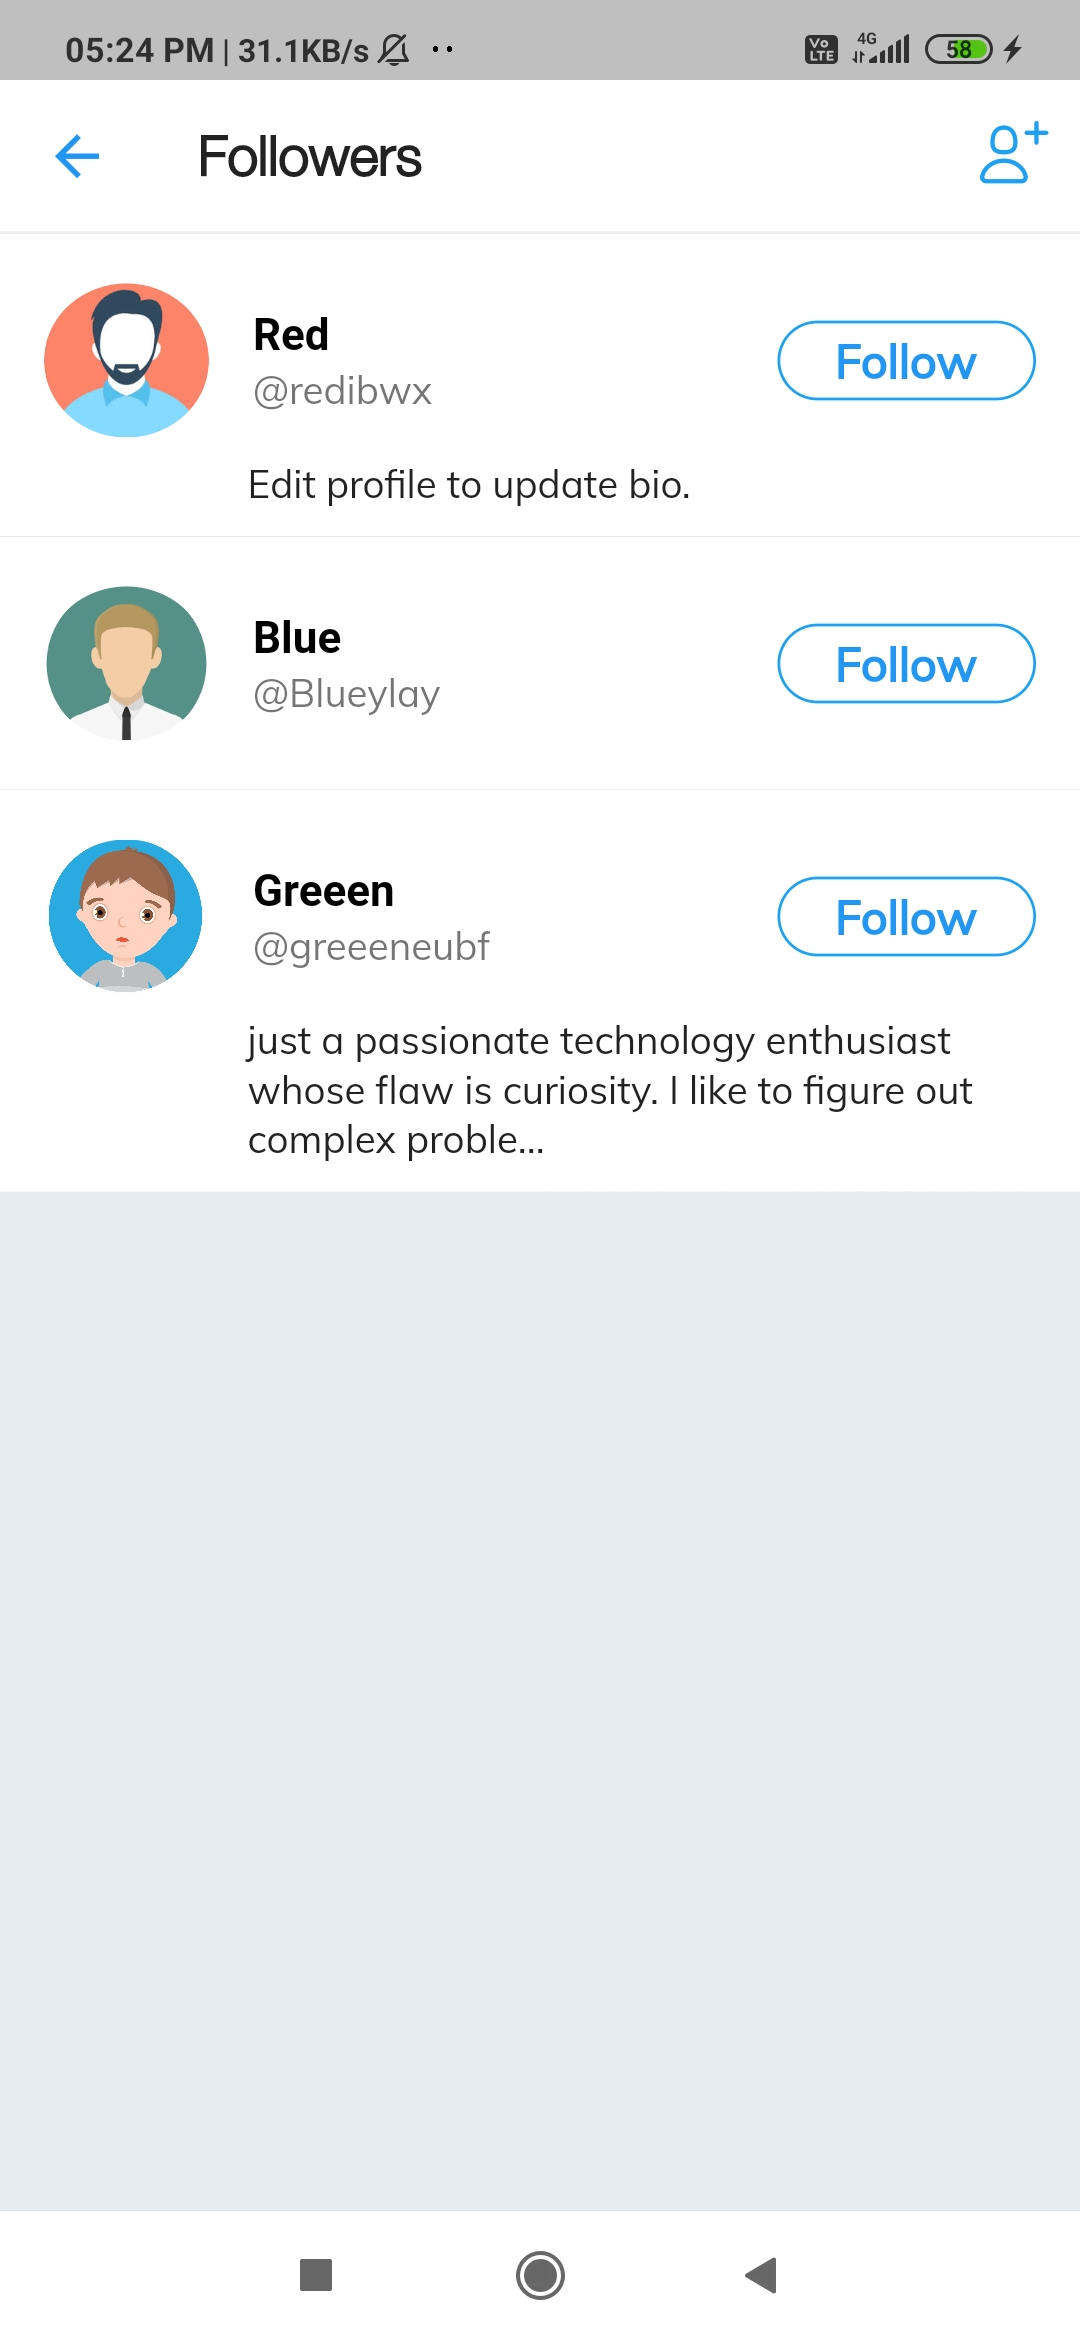 05:24 PM | 31.1KB/s
Vo LTE 4G 58
Followers
Red
@redibwx
Follow
Edit profile to update bio.
Blue
@Blueylay
Follow
Greeen
@greeeneubf
Follow
just a passionate technology enthusiast
whose flaw is curiosity. I like to figure out
complex proble...